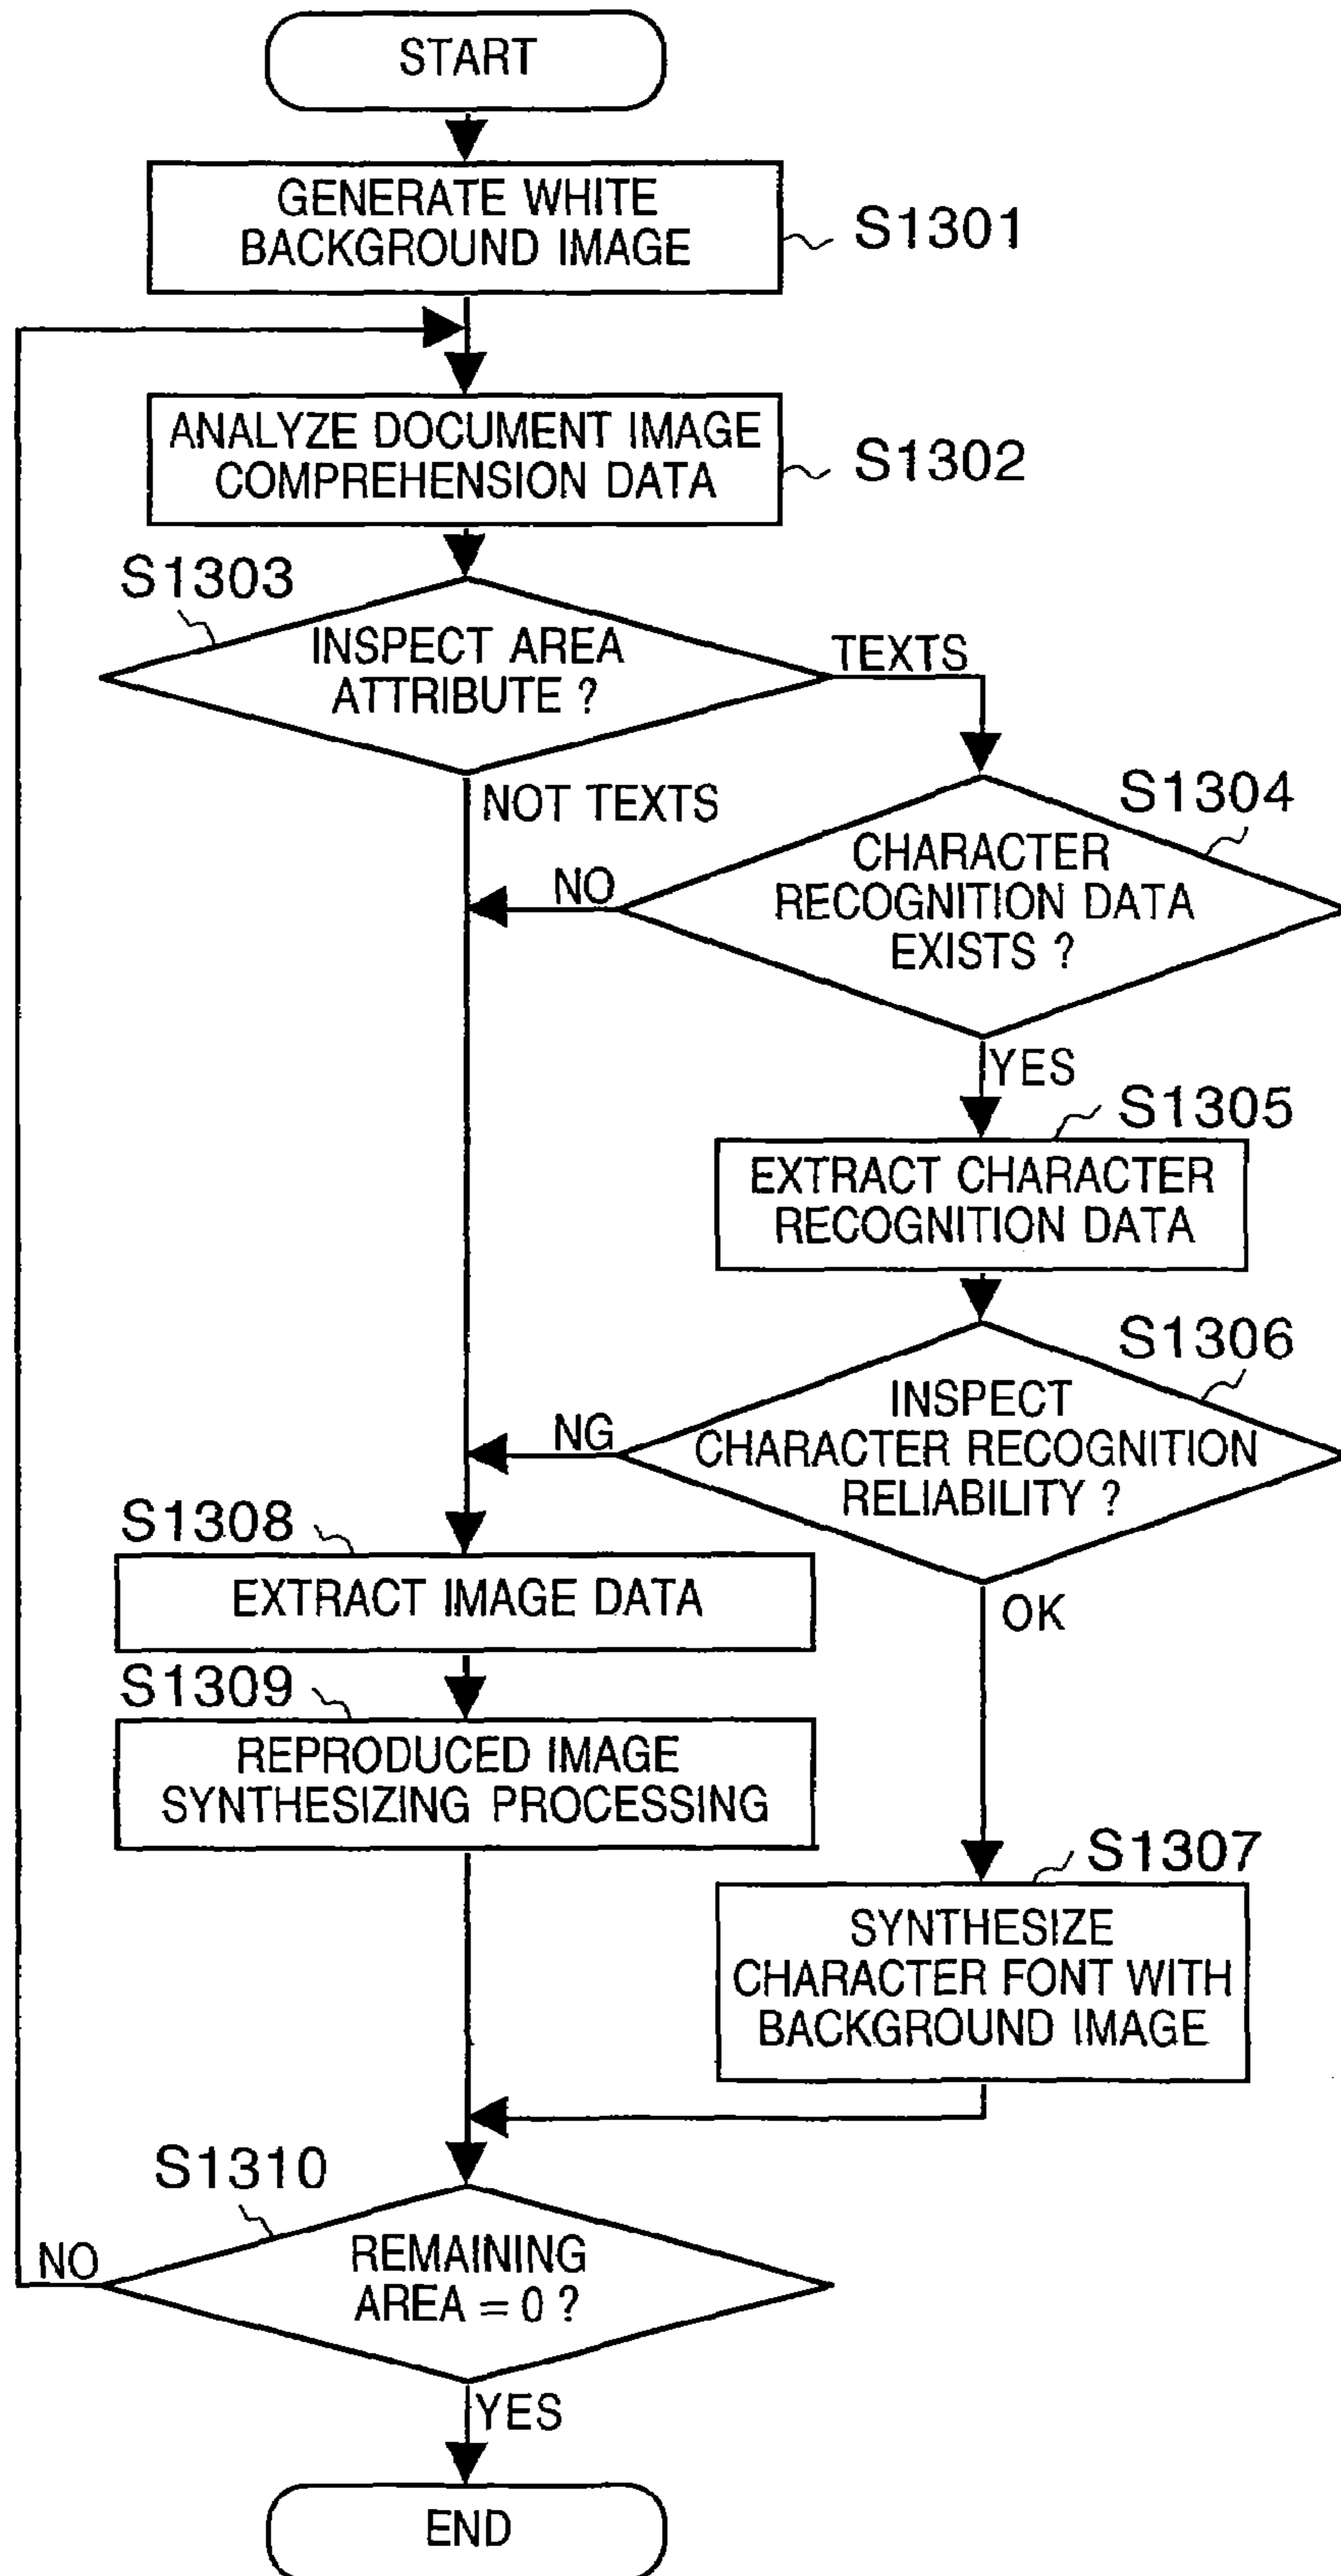 START
GENERATE WHITE
BACKGROUND IMAGE
S1301
ANALYZE DOCUMENT IMAGE
COMPREHENSION DATA
S1302
S1303
INSPECT AREA
ATTRIBUTE ?
TEXTS
NOT TEXTS
S1304
CHARACTER
RECOGNITION DATA
EXISTS ?
NO
YES
S1305
EXTRACT CHARACTER
RECOGNITION DATA
S1306
INSPECT
CHARACTER RECOGNITION
RELIABILITY ?
NG
OK
S1308
EXTRACT IMAGE DATA
S1309
REPRODUCED IMAGE
SYNTHESIZING PROCESSING
S1307
SYNTHESIZE
CHARACTER FONT WITH
BACKGROUND IMAGE
S1310
REMAINING
AREA = 0 ?
NO
YES
END